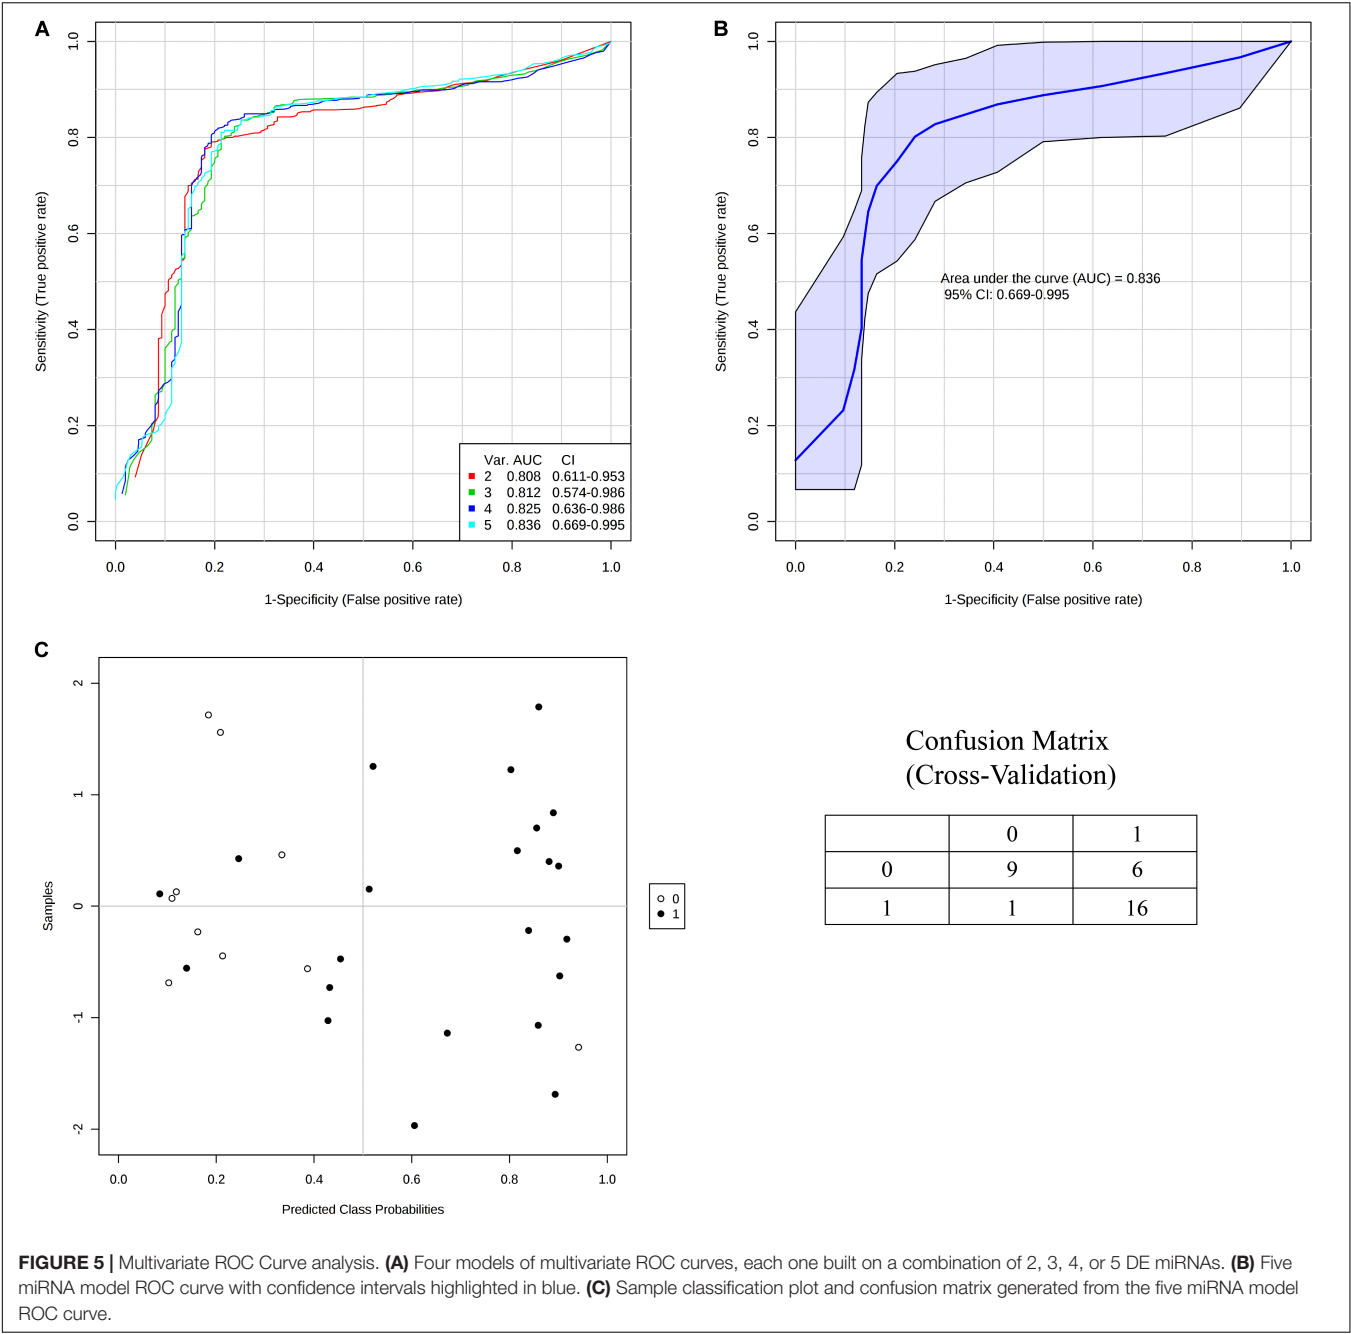 A
1.0
0.8
0.6
0.4
0.2
0.0
Sensitivity (True positive rate)
Var. AUC CI
2 0.808 0.611-0.953
3 0.812 0.574-0.986
4 0.825 0.636-0.986
5 0.836 0.669-0.995
0.0 0.2 0.4 0.6 0.8 1.0
1-Specificity (False positive rate)
B
1.0
0.8
0.6
0.4
0.2
0.0
Sensitivity (True positive rate)
Area under the curve (AUC) = 0.836
95% CI: 0.669-0.995
0.0 0.2 0.4 0.6 0.8 1.0
1-Specificity (False positive rate)
C
2
1
0
-1
-2
Samples
0.0 0.2 0.4 0.6 0.8 1.0
Predicted Class Probabilities
0
1
Confusion Matrix
(Cross-Validation)
0 1
0 9 6
1 1 16
FIGURE 5 | Multivariate ROC Curve analysis. (A) Four models of multivariate ROC curves, each one built on a combination of 2, 3, 4, or 5 DE miRNAs. (B) Five
miRNA model ROC curve with confidence intervals highlighted in blue. (C) Sample classification plot and confusion matrix generated from the five miRNA model
ROC curve.